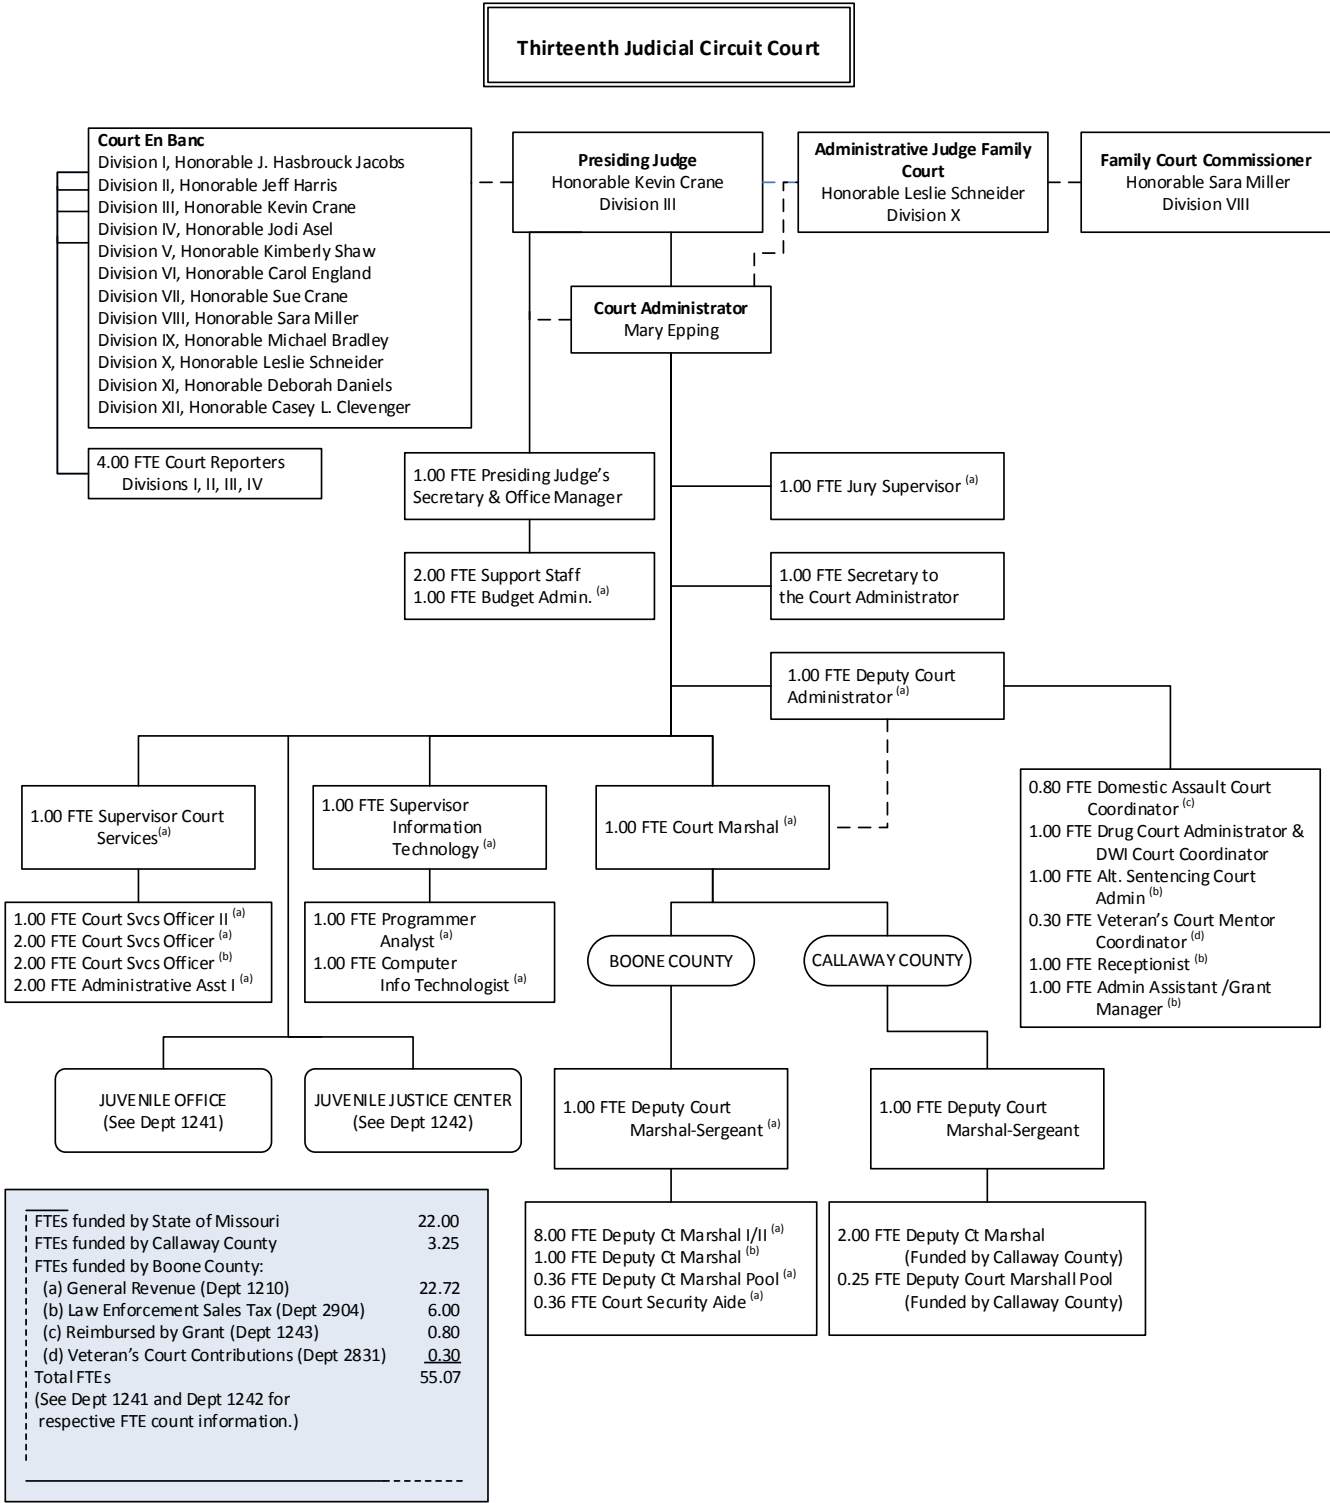 Thirteenth Judicial Circuit Court
Court En Banc
Division I, Honorable J. Hasbrouck Jacobs
Division II, Honorable Jeff Harris
Division III, Honorable Kevin Crane
Division IV, Honorable Jodi Asel
Division V, Honorable Kimberly Shaw
Division VI, Honorable Carol England
Division VII, Honorable Sue Crane
Division VIII, Honorable Sara Miller
Division IX, Honorable Michael Bradley
Division X, Honorable Leslie Schneider
Division XI, Honorable Deborah Daniels
Division XII, Honorable Casey L. Clevenger
Presiding Judge
Honorable Kevin Crane
Division III
Administrative Judge Family
Court
Honorable Leslie Schneider
Division X
Family Court Commissioner
Honorable Sara Miller
Division VIII
Court Administrator
Mary Epping
4.00 FTE Court Reporters
Divisions I, II, III, IV
1.00 FTE Presiding Judge's
Secretary & Office Manager
1.00 FTE Jury Supervisor (a)
2.00 FTE Support Staff
1.00 FTE Budget Admin. (a)
1.00 FTE Secretary to
the Court Administrator
1.00 FTE Deputy Court
Administrator (a)
1.00 FTE Supervisor Court
Services(a)
1.00 FTE Supervisor
Information
Technology (a)
1.00 FTE Court Marshal (a)
0.80 FTE Domestic Assault Court
Coordinator (c)
1.00 FTE Drug Court Administrator &
DWI Court Coordinator
1.00 FTE Alt. Sentencing Court
Admin (b)
0.30 FTE Veteran's Court Mentor
Coordinator (d)
1.00 FTE Receptionist (b)
1.00 FTE Admin Assistant /Grant
Manager (b)
1.00 FTE Court Svcs Officer II (a)
2.00 FTE Court Svcs Officer (a)
2.00 FTE Court Svcs Officer (b)
2.00 FTE Administrative Asst I (a)
1.00 FTE Programmer
Analyst (a)
1.00 FTE Computer
Info Technologist (a)
BOONE COUNTY
CALLAWAY COUNTY
JUVENILE OFFICE
(See Dept 1241)
JUVENILE JUSTICE CENTER
(See Dept 1242)
1.00 FTE Deputy Court
Marshal-Sergeant (a)
1.00 FTE Deputy Court
Marshal-Sergeant
8.00 FTE Deputy Ct Marshal I/II (a)
1.00 FTE Deputy Ct Marshal (b)
0.36 FTE Deputy Ct Marshal Pool (a)
0.36 FTE Court Security Aide (a)
2.00 FTE Deputy Ct Marshal
(Funded by Callaway County)
0.25 FTE Deputy Court Marshall Pool
(Funded by Callaway County)
FTEs funded by State of Missouri 22.00
FTEs funded by Callaway County 3.25
FTEs funded by Boone County:
(a) General Revenue (Dept 1210) 22.72
(b) Law Enforcement Sales Tax (Dept 2904) 6.00
(c) Reimbursed by Grant (Dept 1243) 0.80
(d) Veteran's Court Contributions (Dept 2831) 0.30
Total FTEs 55.07
(See Dept 1241 and Dept 1242 for
respective FTE count information.)